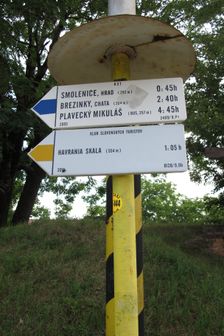 KST
SMOLENICE, HRAD 0:45h
BREZINKY, CHATA 2:40h
PLAVECKÝ MIKULÁŠ 4:45h
KLUB SLOVENSKÝCH TURISTOV
HAVRANIA SKALA 1:05h